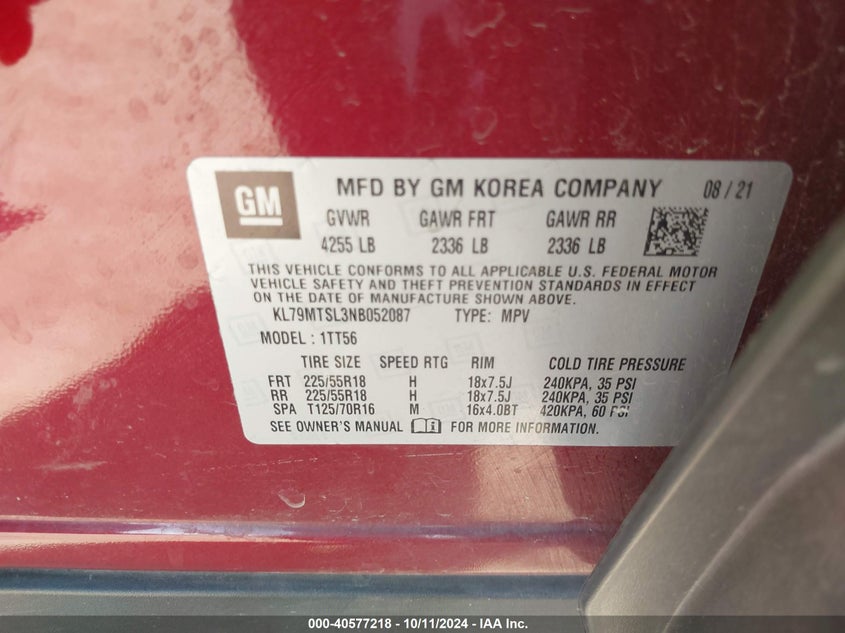 GM MFD BY GM KOREA COMPANY 08 / 21
GVWR GAWR FRT GAWR RR
4255 LB 2336 LB 2336 LB
THIS VEHICLE CONFORMS TO ALL APPLICABLE U.S. FEDERAL MOTOR
VEHICLE SAFETY AND THEFT PREVENTION STANDARDS IN EFFECT
ON THE DATE OF MANUFACTURE SHOWN ABOVE.
KL79MTSL3NB052087 TYPE: MPV
MODEL : 1TT56
TIRE SIZE SPEED RTG RIM COLD TIRE PRESSURE
FRT 225/55R18 H 18x7.5J 240KPA, 35 PSI
RR 225/55R18 H 18x7.5J 240KPA, 35 PSI
SPA T125/70R16 M 16x4.0BT 420KPA, 60 PSI
SEE OWNER'S MANUAL FOR MORE INFORMATION.
000-40577218 - 10/11/2024 - IAA Inc.